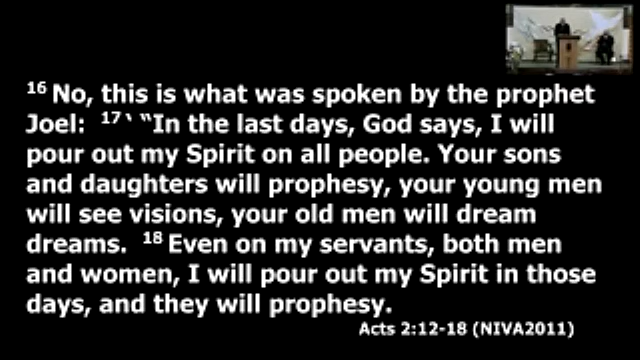 16 No, this is what was spoken by the prophet
Joel: 17 ‘ “In the last days, God says, I will
pour out my Spirit on all people. Your sons
and daughters will prophesy, your young men
will see visions, your old men will dream
dreams. 18 Even on my servants, both men
and women, I will pour out my Spirit in those
days, and they will prophesy.
Acts 2:12-18 (NIVA2011)